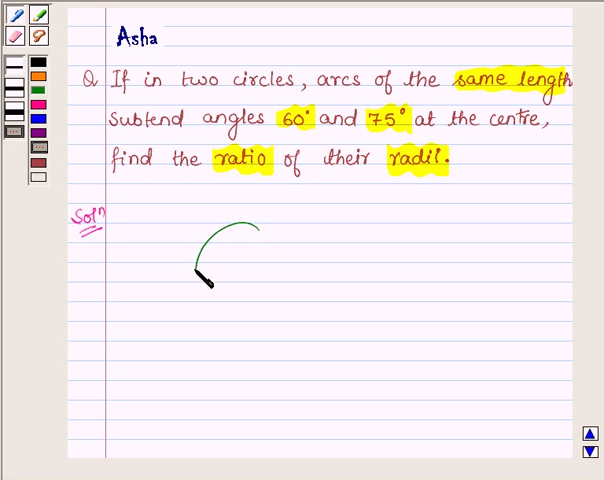 Asha
Q If in two circles, arcs of the same length
Subtend angles 60° and 75° at the centre,
find the ratio of their radii.
Solⁿ